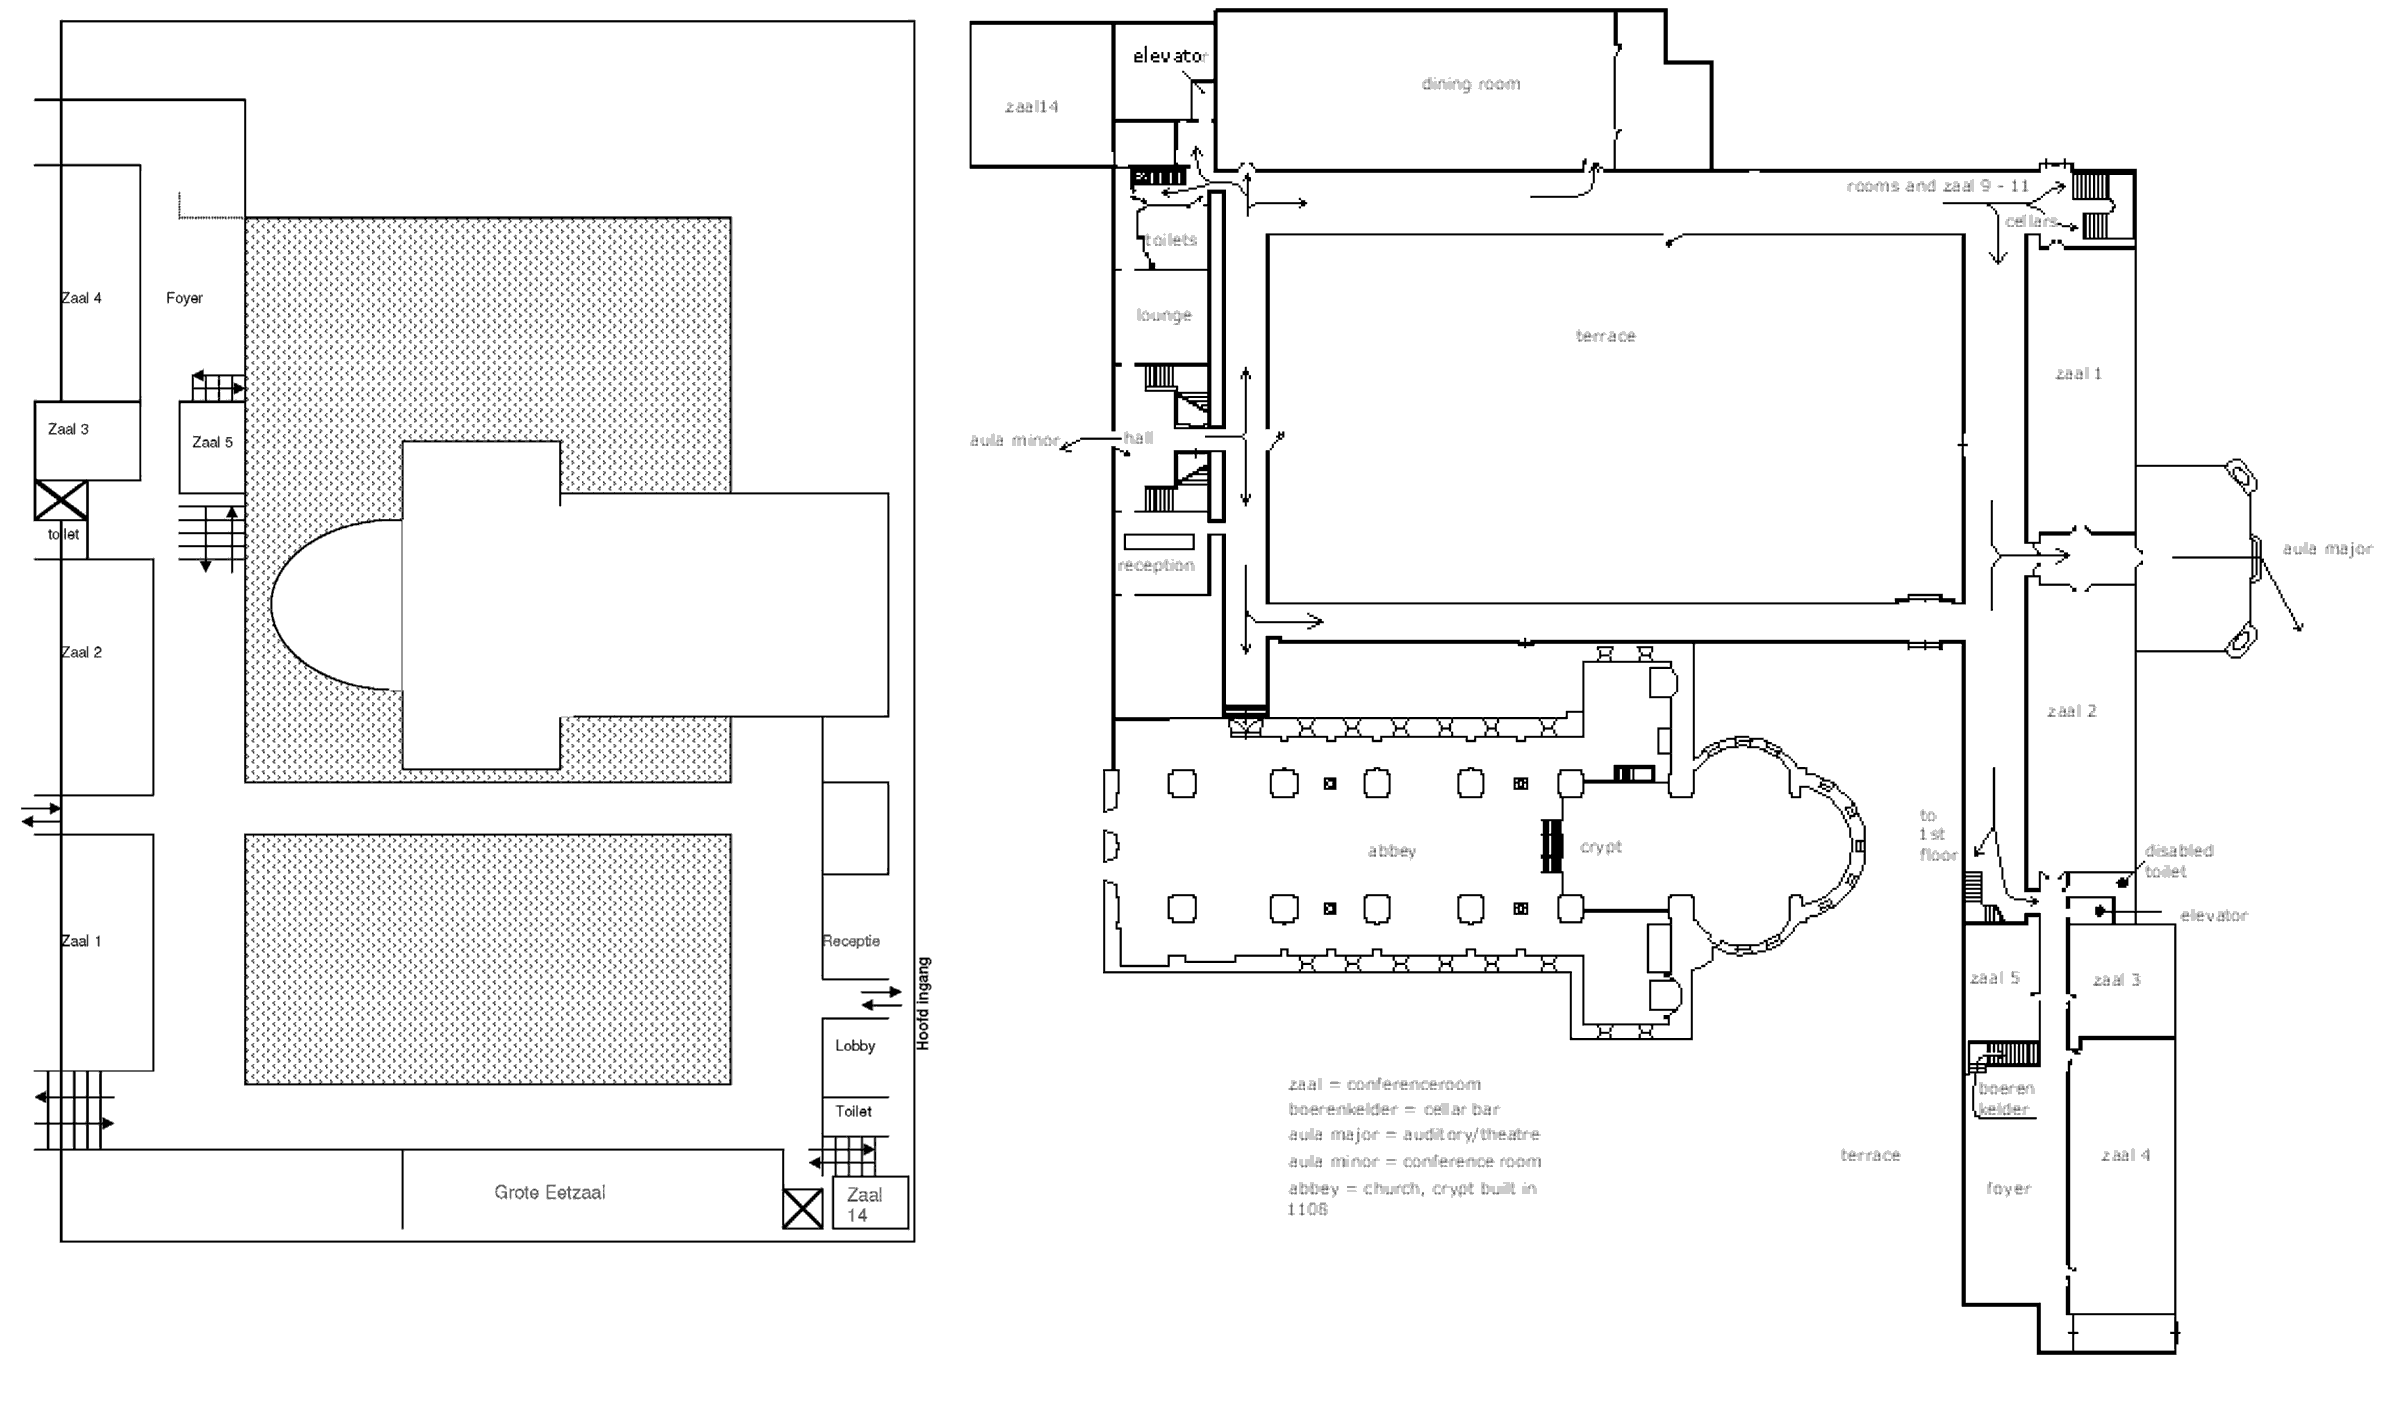 Zaal 4
Foyer
Zaal 3
Zaal 5
toilet
Zaal 2
Zaal 1
Receptie
Hoofd ingang
Lobby
Toilet
Grote Eetzaal
Zaal
14
elevator
zaal14
dining room
rooms and zaal 9 - 11
cellars
toilets
lounge
terrace
zaal 1
aula minor
hall
aula major
reception
zaal 2
to
1st
floor
abbey
crypt
disabled
toilet
elevator
zaal 5
zaal 3
boeren
kelder
terrace
zaal 4
foyer
zaal = conferenceroom
boerenkelder = cellar bar
aula major = auditory/theatre
aula minor = conference room
abbey = church, crypt built in
1108